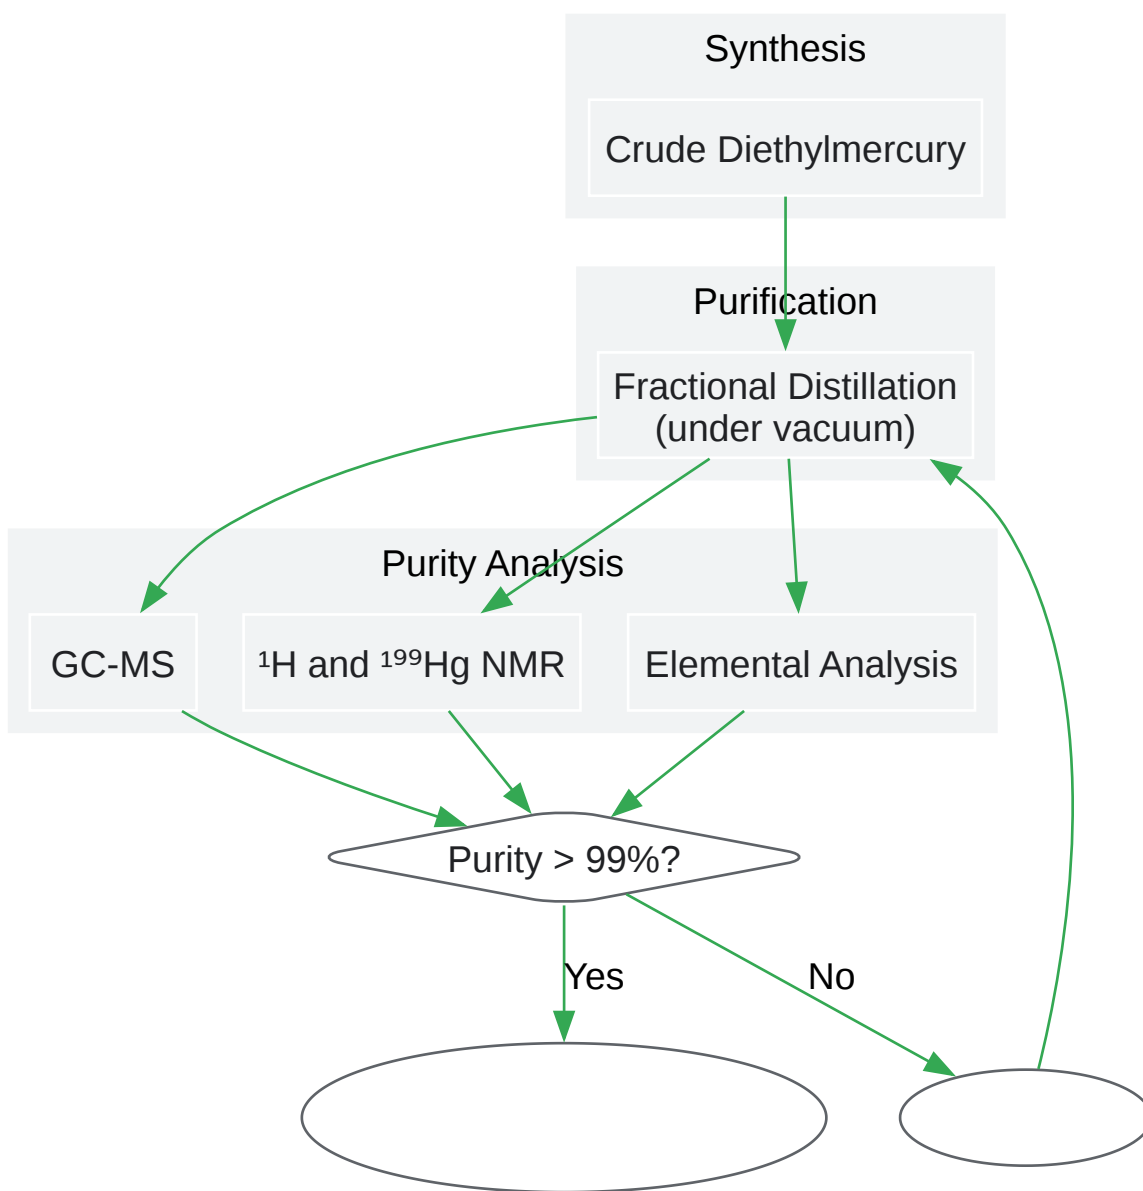 Synthesis
Crude Diethylmercury
Purification
Fractional Distillation
(under vacuum)
Purity Analysis
GC-MS
¹H and ¹⁹⁹Hg NMR
Elemental Analysis
Purity > 99%?
Yes
No